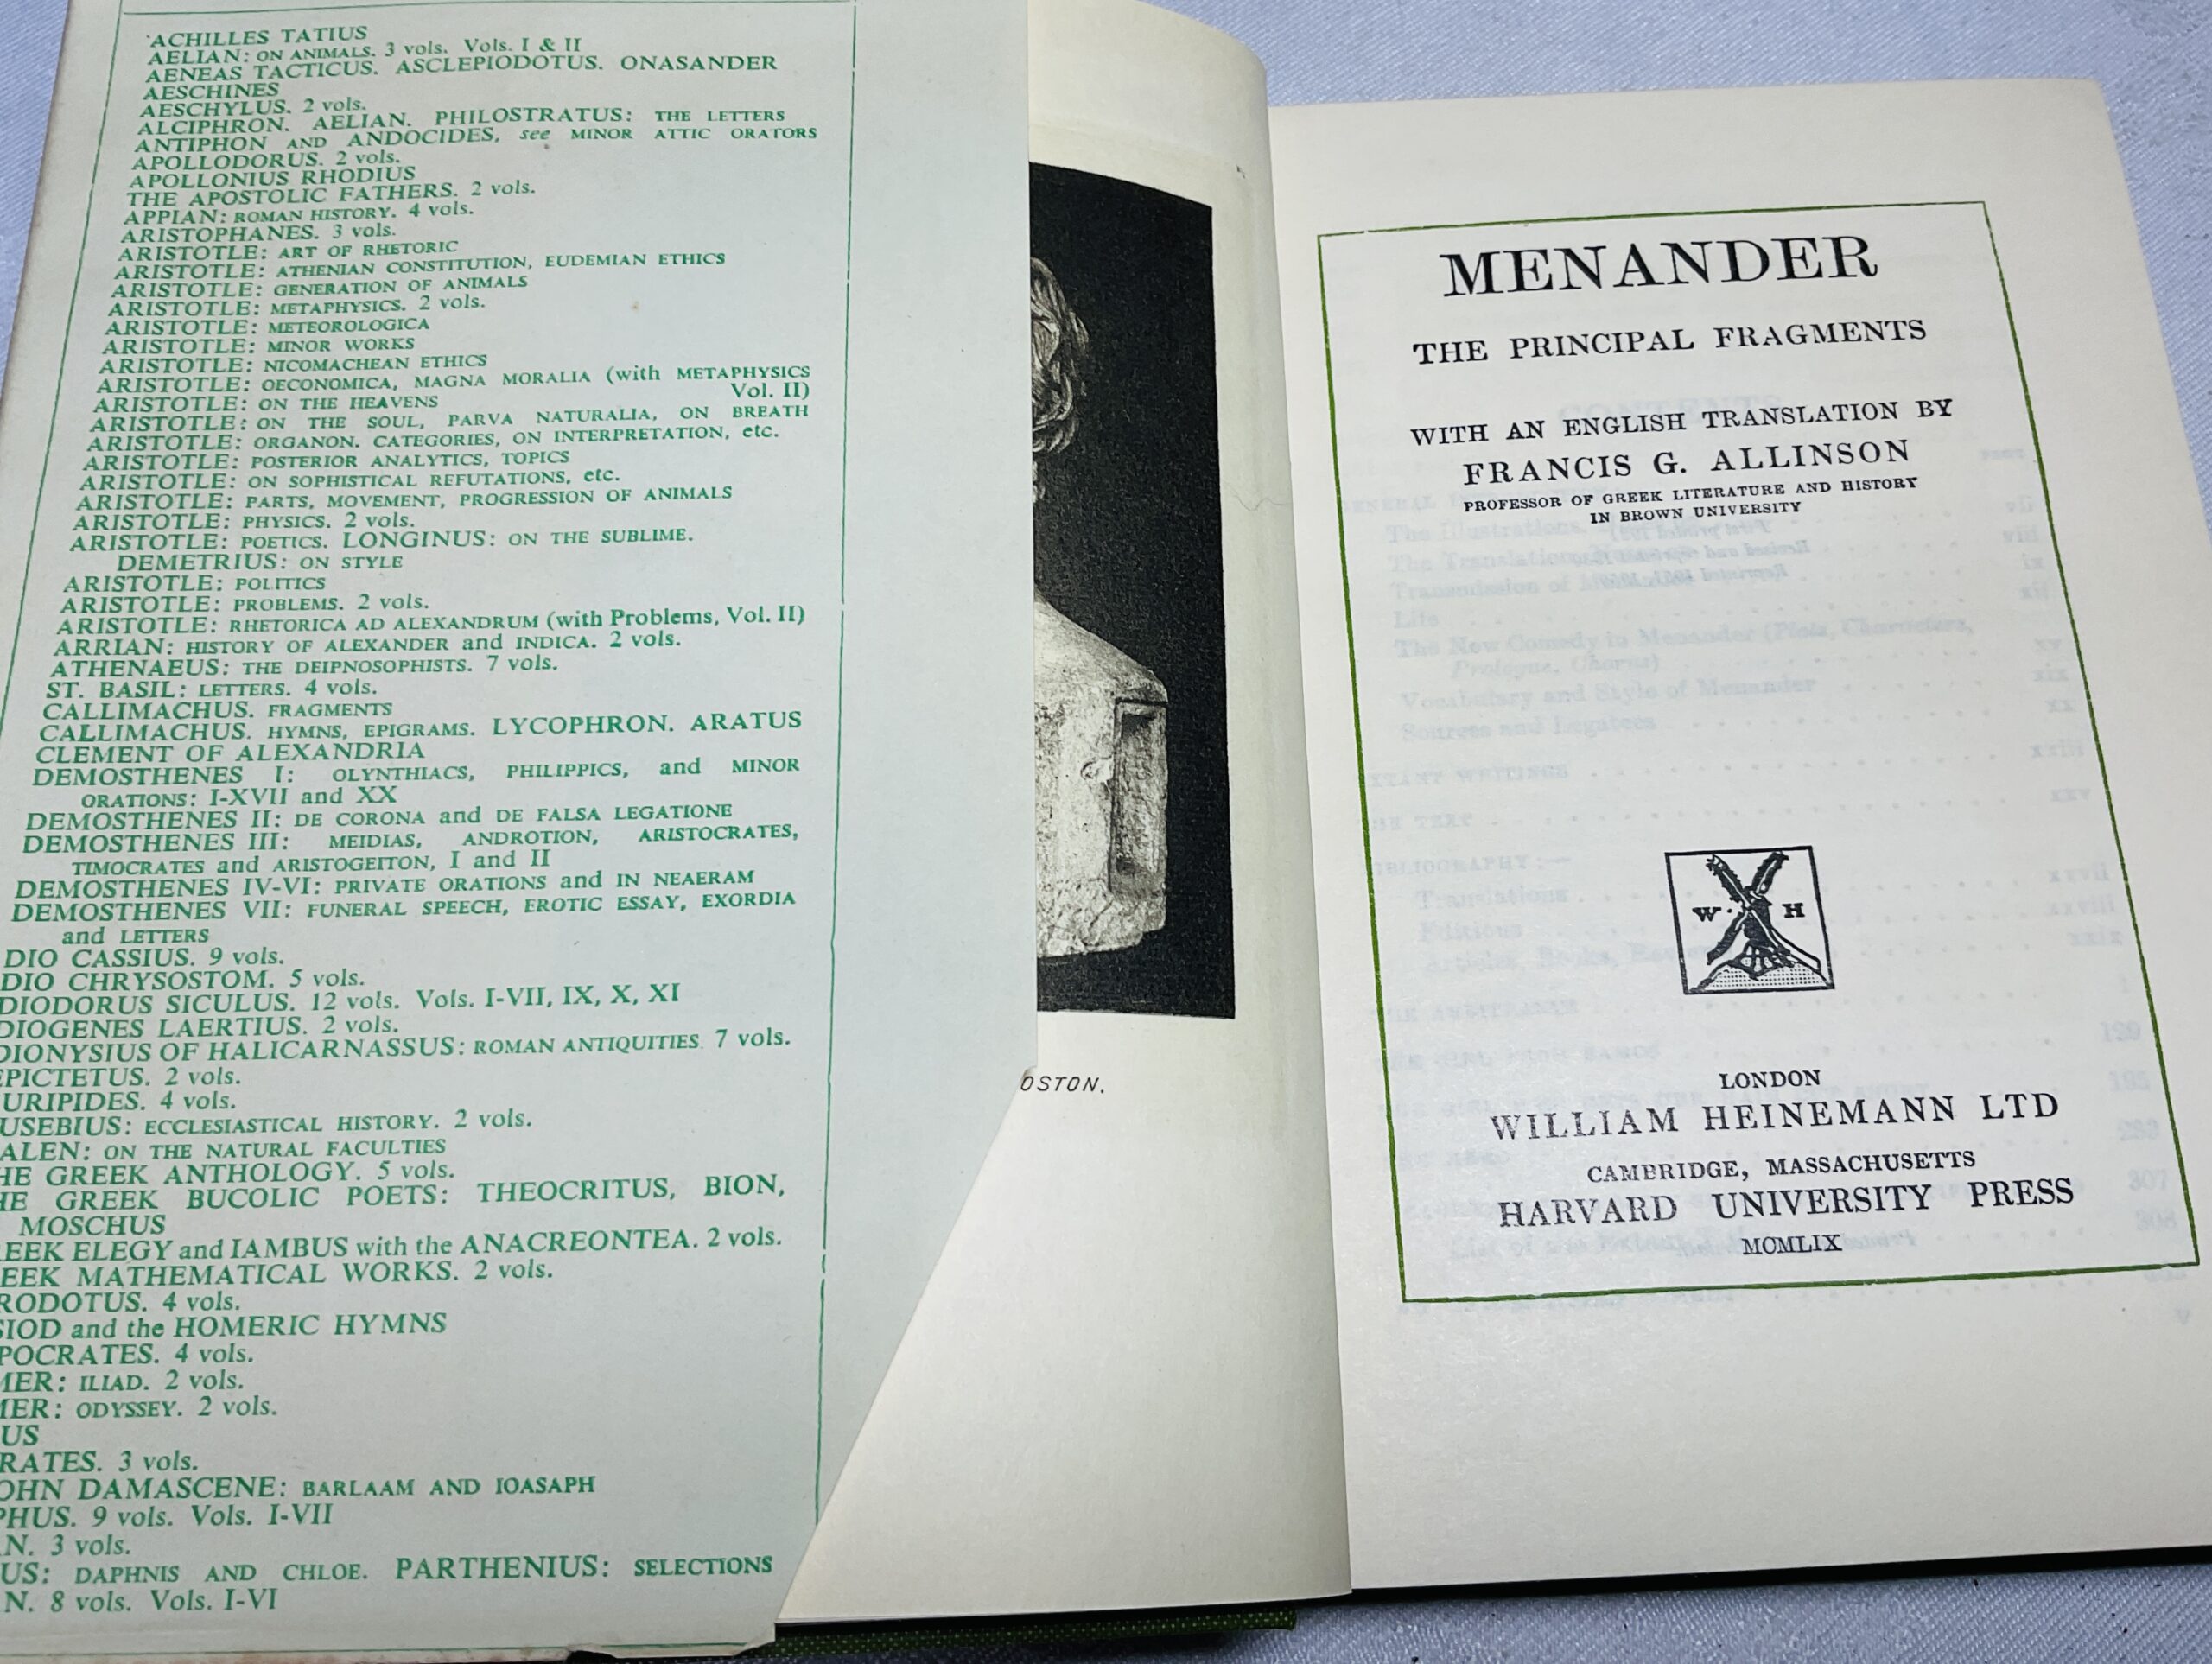 ACHILLES TATIUS
AELIAN: ON ANIMALS. 3 vols. Vols. I & II
AENEAS TACTICUS. ASCLEPIODOTUS. ONASANDER
AESCHINES
AESCHYLUS. 2 vols.
ALCIPHRON. AELIAN. PHILOSTRATUS: THE LETTERS
ANTIPHON AND ANDOCIDES, see MINOR ATTIC ORATORS
APOLLODORUS. 2 vols.
APOLLONIUS RHODIUS
THE APOSTOLIC FATHERS. 2 vols.
APPIAN: ROMAN HISTORY. 4 vols.
ARISTOPHANES. 3 vols.
ARISTOTLE: ART OF RHETORIC
ARISTOTLE: ATHENIAN CONSTITUTION, EUDEMIAN ETHICS
ARISTOTLE: GENERATION OF ANIMALS
ARISTOTLE: METAPHYSICS. 2 vols.
ARISTOTLE: METEOROLOGICA
ARISTOTLE: MINOR WORKS
ARISTOTLE: NICOMACHEAN ETHICS
ARISTOTLE: OECONOMICA, MAGNA MORALIA (with METAPHYSICS
Vol. II)
ARISTOTLE: ON THE HEAVENS
ARISTOTLE: ON THE SOUL, PARVA NATURALIA, ON BREATH
ARISTOTLE: ORGANON. CATEGORIES, ON INTERPRETATION, etc.
ARISTOTLE: POSTERIOR ANALYTICS, TOPICS
ARISTOTLE: ON SOPHISTICAL REFUTATIONS, etc.
ARISTOTLE: PARTS, MOVEMENT, PROGRESSION OF ANIMALS
ARISTOTLE: PHYSICS. 2 vols.
ARISTOTLE: POETICS. LONGINUS: ON THE SUBLIME.
DEMETRIUS: ON STYLE
ARISTOTLE: POLITICS
ARISTOTLE: PROBLEMS. 2 vols.
ARISTOTLE: RHETORICA AD ALEXANDRUM (with Problems, Vol. II)
ARRIAN: HISTORY OF ALEXANDER and INDICA. 2 vols.
ATHENAEUS: THE DEIPNOSOPHISTS. 7 vols.
ST. BASIL: LETTERS. 4 vols.
CALLIMACHUS. FRAGMENTS
CALLIMACHUS. HYMNS, EPIGRAMS. LYCOPHRON. ARATUS
CLEMENT OF ALEXANDRIA
DEMOSTHENES I: OLYNTHIACS, PHILIPPICS, and MINOR
ORATIONS: I-XVII and XX
DEMOSTHENES II: DE CORONA and DE FALSA LEGATIONE
DEMOSTHENES III: MEIDIAS, ANDROTION, ARISTOCRATES,
TIMOCRATES and ARISTOGEITON, I and II
DEMOSTHENES IV-VI: PRIVATE ORATIONS and IN NEAERAM
DEMOSTHENES VII: FUNERAL SPEECH, EROTIC ESSAY, EXORDIA
and LETTERS
DIO CASSIUS. 9 vols.
DIO CHRYSOSTOM. 5 vols.
DIODORUS SICULUS. 12 vols. Vols. I-VII, IX, X, XI
DIOGENES LAERTIUS. 2 vols.
DIONYSIUS OF HALICARNASSUS: ROMAN ANTIQUITIES. 7 vols.
EPICTETUS. 2 vols.
URIPIDES. 4 vols.
USEBIUS: ECCLESIASTICAL HISTORY. 2 vols.
ALEN: ON THE NATURAL FACULTIES
HE GREEK ANTHOLOGY. 5 vols.
HE GREEK BUCOLIC POETS: THEOCRITUS, BION,
MOSCHUS
EEK ELEGY and IAMBUS with the ANACREONTEA. 2 vols.
EEK MATHEMATICAL WORKS. 2 vols.
RODOTUS. 4 vols.
SIOD and the HOMERIC HYMNS
POCRATES. 4 vols.
MER: ILIAD. 2 vols.
MER: ODYSSEY. 2 vols.
US
RATES. 3 vols.
OHN DAMASCENE: BARLAAM AND IOASAPH
PHUS. 9 vols. Vols. I-VII
N. 3 vols.
US: DAPHNIS AND CHLOE. PARTHENIUS: SELECTIONS
N. 8 vols. Vols. I-VI
OSTON.
MENANDER
THE PRINCIPAL FRAGMENTS
WITH AN ENGLISH TRANSLATION BY
FRANCIS G. ALLINSON
PROFESSOR OF GREEK LITERATURE AND HISTORY
IN BROWN UNIVERSITY
W H
LONDON
WILLIAM HEINEMANN LTD
CAMBRIDGE, MASSACHUSETTS
HARVARD UNIVERSITY PRESS
MCMLIX